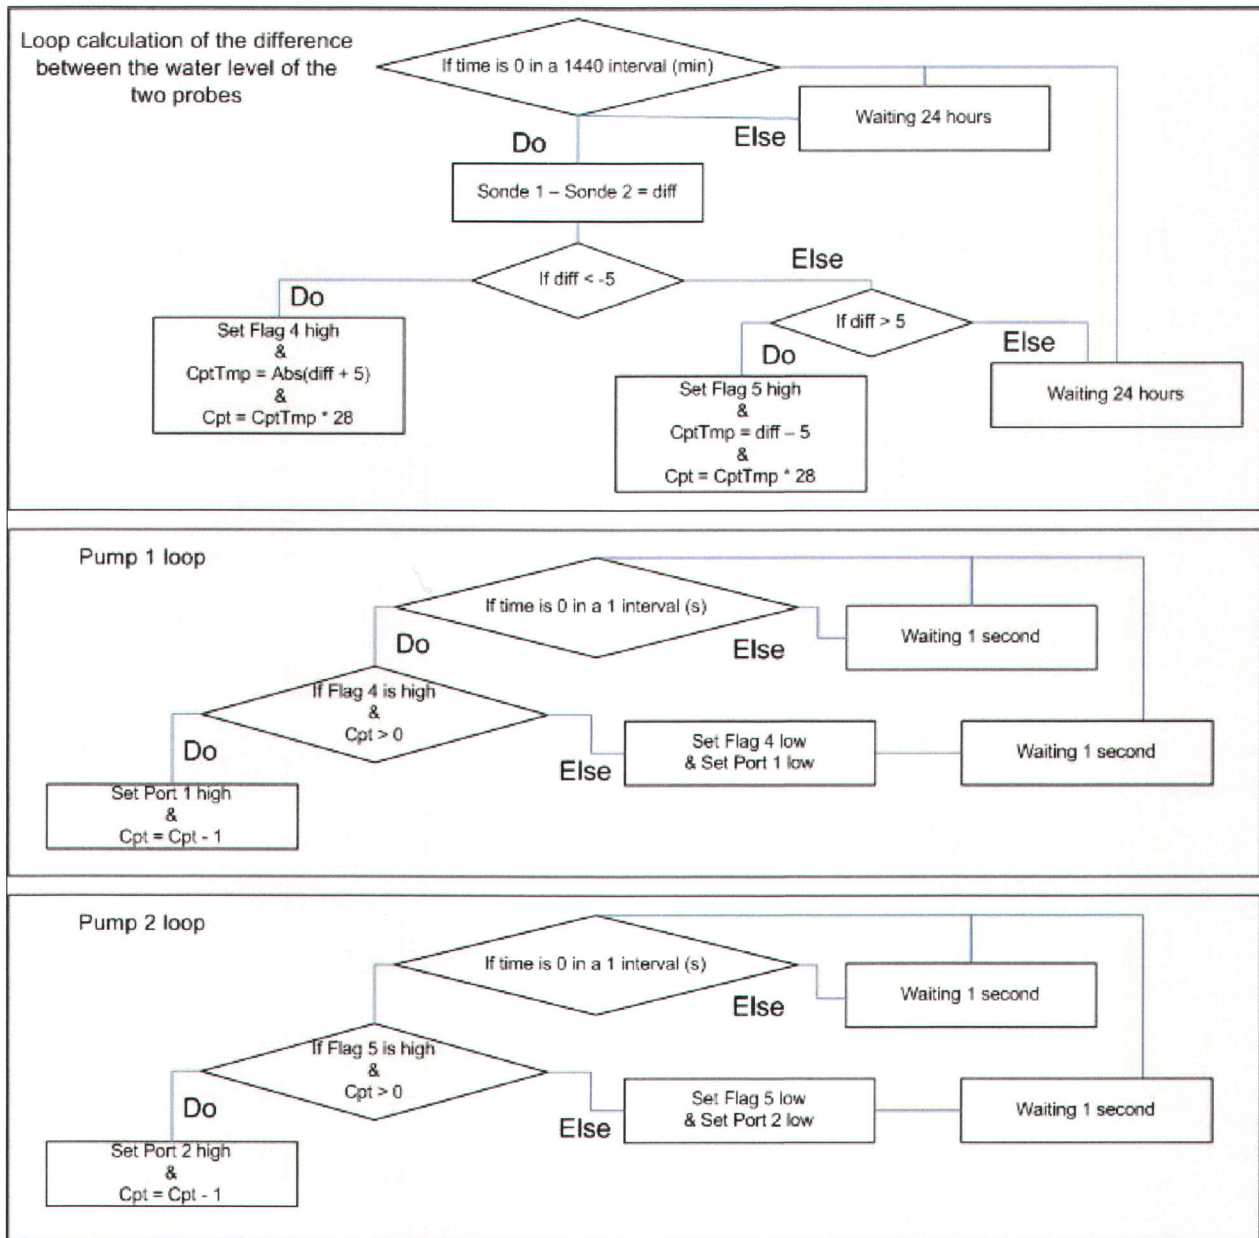 Loop calculation of the difference
between the water level of the
two probes
If time is 0 in a 1440 interval (min)
Waiting 24 hours
Do
Else
Sonde 1 – Sonde 2 = diff
If diff < -5
Else
Do
If diff > 5
Set Flag 4 high
&
CptTmp = Abs(diff + 5)
&
Cpt = CptTmp * 28
Do
Else
Set Flag 5 high
&
CptTmp = diff – 5
&
Cpt = CptTmp * 28
Waiting 24 hours
Pump 1 loop
If time is 0 in a 1 interval (s)
Waiting 1 second
Do
Else
If Flag 4 is high
&
Cpt > 0
Do
Else
Set Flag 4 low
& Set Port 1 low
Waiting 1 second
Set Port 1 high
&
Cpt = Cpt - 1
Pump 2 loop
If time is 0 in a 1 interval (s)
Waiting 1 second
Else
If Flag 5 is high
&
Cpt > 0
Do
Else
Set Flag 5 low
& Set Port 2 low
Waiting 1 second
Set Port 2 high
&
Cpt = Cpt - 1